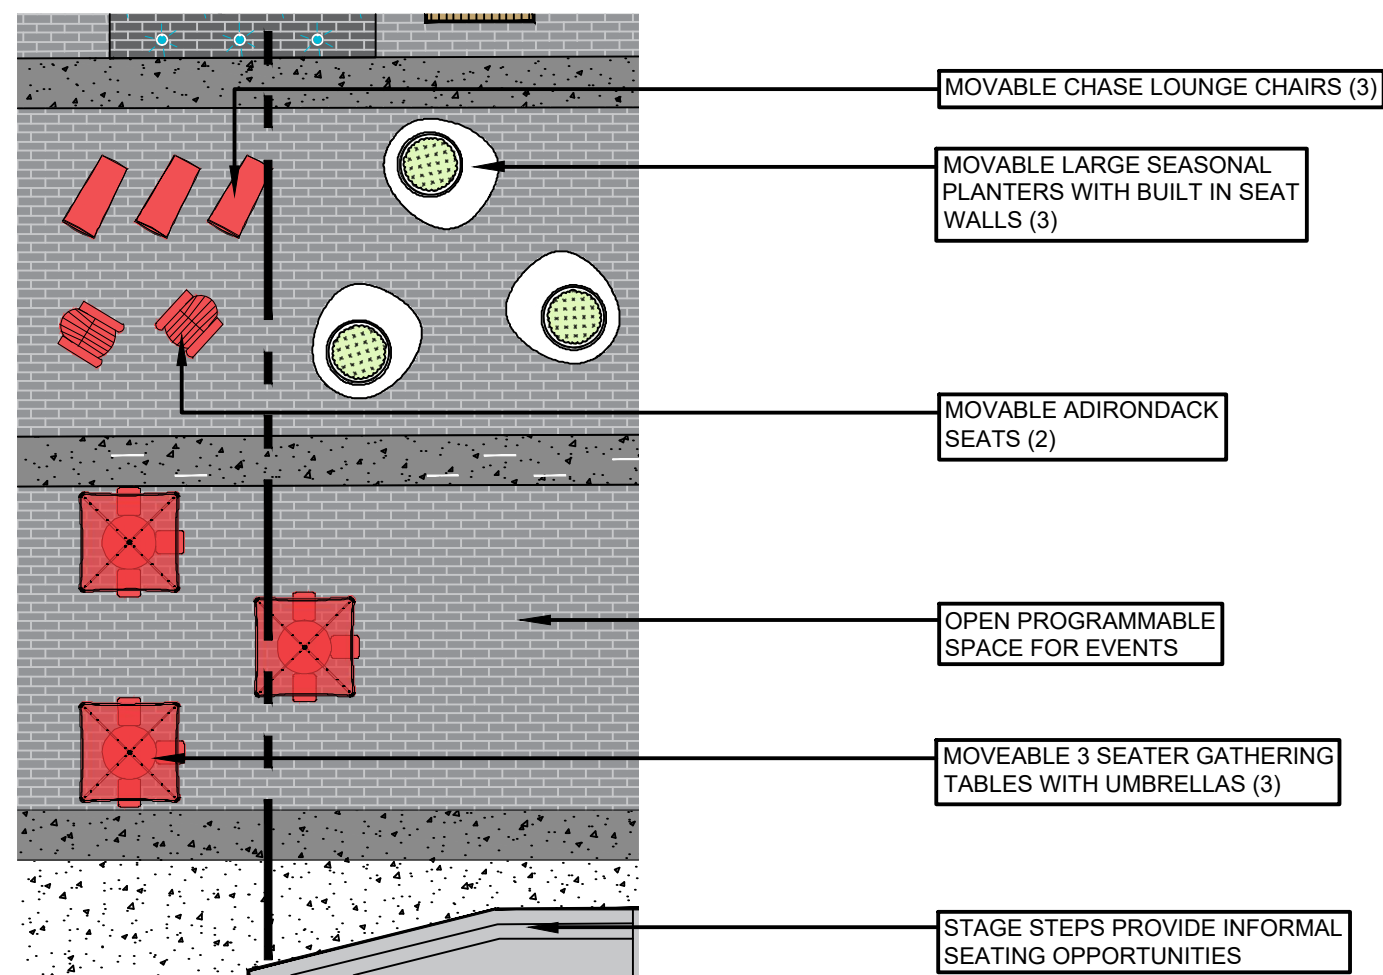 MOVABLE CHASE LOUNGE CHAIRS (3)
MOVABLE LARGE SEASONAL
PLANTERS WITH BUILT IN SEAT
WALLS (3)
MOVABLE ADIRONDACK
SEATS (2)
OPEN PROGRAMMABLE
SPACE FOR EVENTS
MOVEABLE 3 SEATER GATHERING
TABLES WITH UMBRELLAS (3)
STAGE STEPS PROVIDE INFORMAL
SEATING OPPORTUNITIES